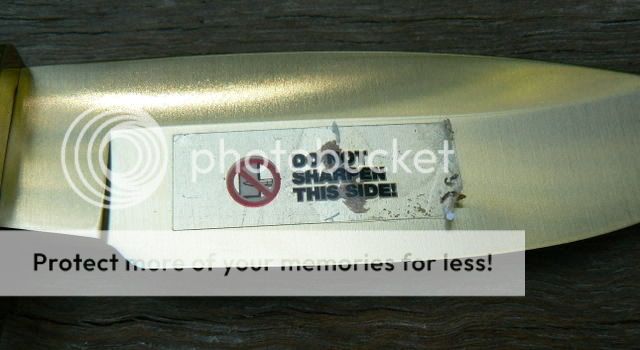 photobucket
SHARPEN
THIS SIDE!
Protect more of your memories for less!